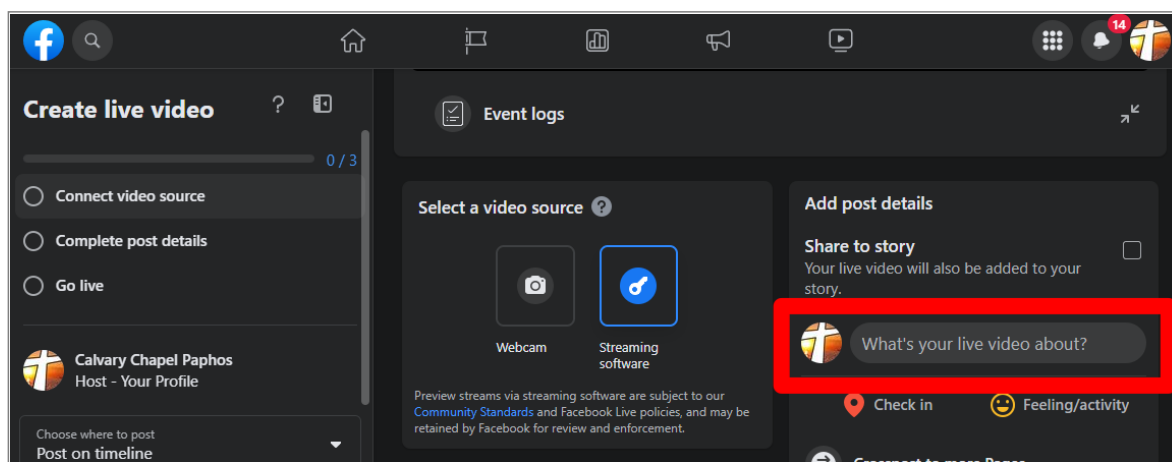 14
Create live video
0 / 3
Connect video source
Complete post details
Go live
Calvary Chapel Paphos
Host - Your Profile
Choose where to post
Post on timeline
Event logs
Select a video source
Webcam
Streaming
software
Preview streams via streaming software are subject to our
Community Standards and Facebook Live policies, and may be
retained by Facebook for review and enforcement.
Add post details
Share to story
Your live video will also be added to your
story.
What's your live video about?
Check in
Feeling/activity
Crosspost to more Pages